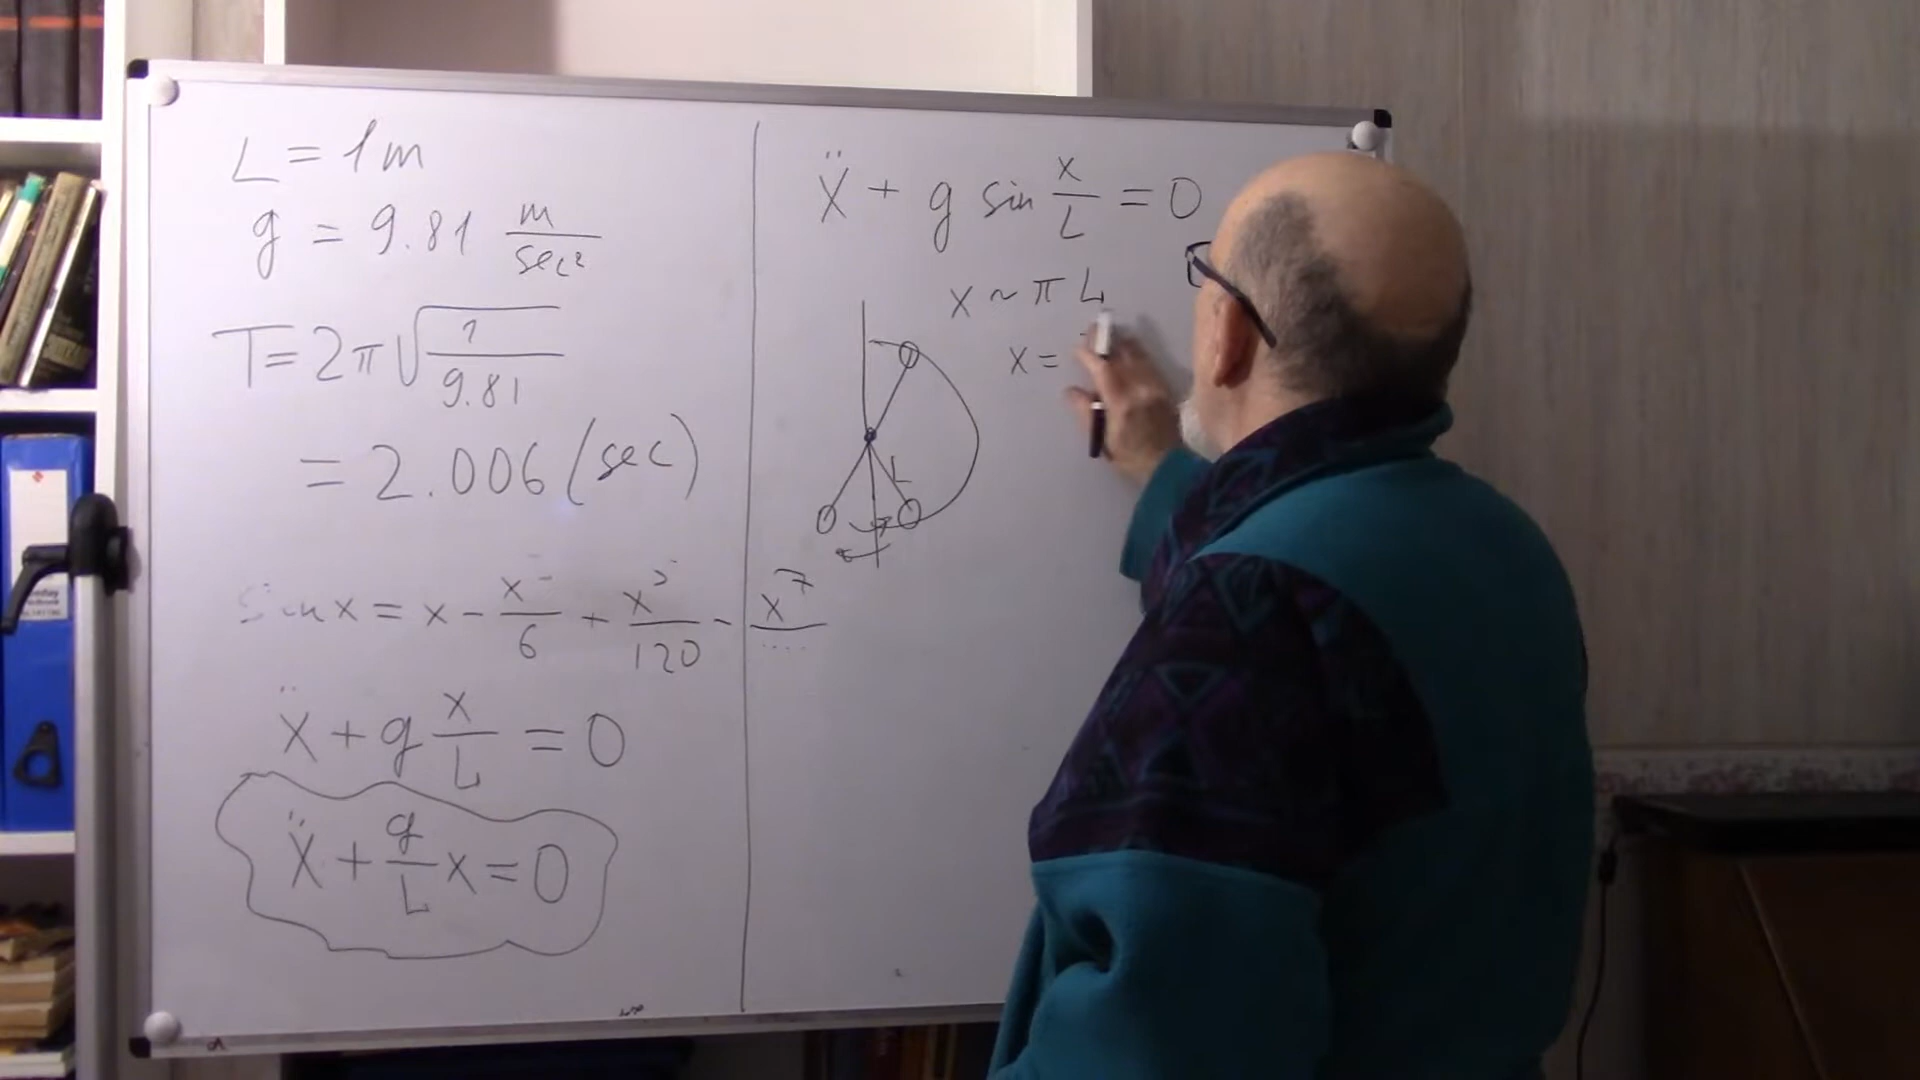 L = 1m
g = 9.81 m/sec²
T = 2π√(1/9.81)
= 2.006 (sec)
sin x = x - x/6 + x⁵/120 - x⁷/....
ẍ + g x/L = 0
ẍ + g/L x = 0
ẍ + g sin x/L = 0
x ~ π L
x =
L